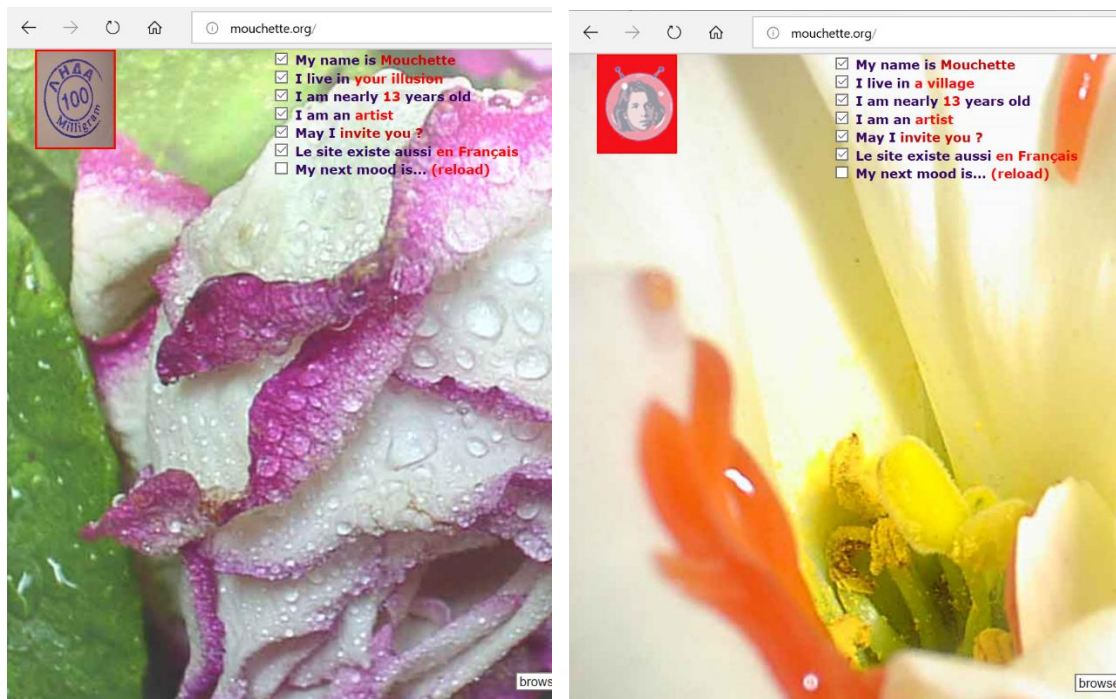 mouchette.org/
100
Milligram
My name is Mouchette
I live in your illusion
I am nearly 13 years old
I am an artist
May I invite you ?
Le site existe aussi en Français
My next mood is... (reload)
brows
mouchette.org/
My name is Mouchette
I live in a village
I am nearly 13 years old
I am an artist
May I invite you ?
Le site existe aussi en Français
My next mood is... (reload)
browse